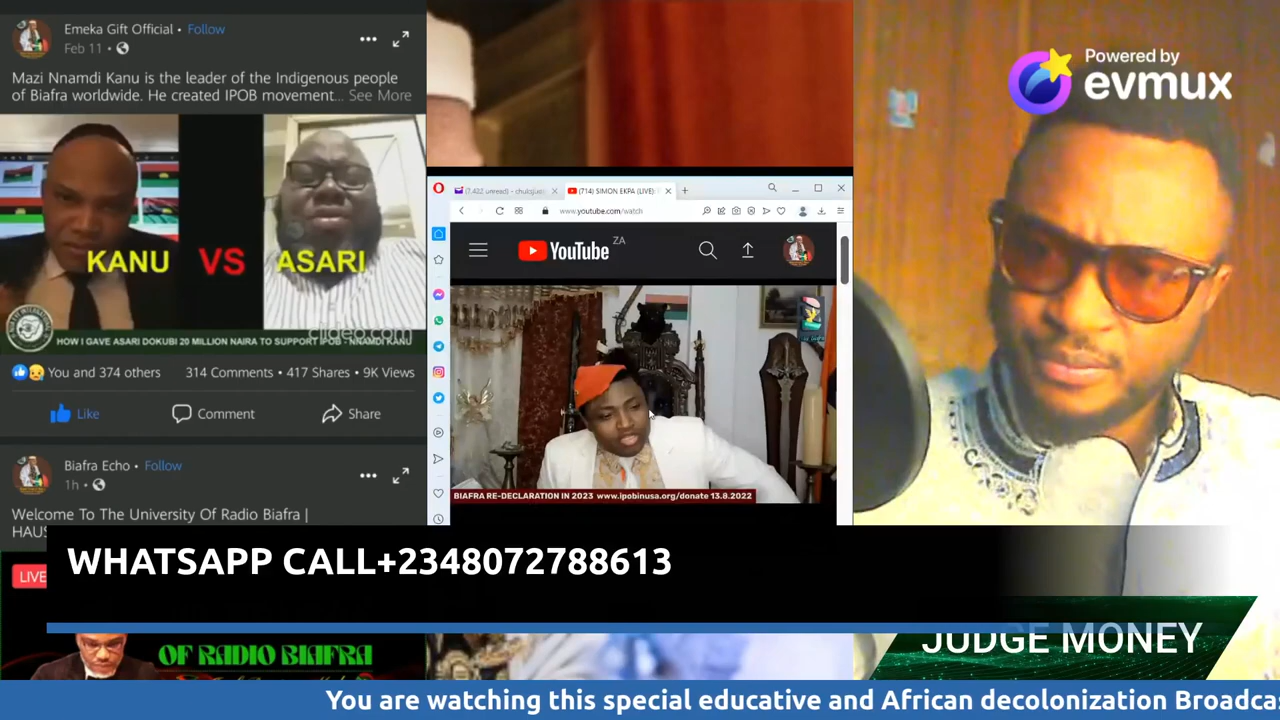 Emeka Gift Official • Follow
Feb 11 •
Mazi Nnamdi Kanu is the leader of the Indigenous people
of Biafra worldwide. He created IPOB movement... See More
KANU VS ASARI
clideo.com
HOW I GAVE ASARI DOKUBI 20 MILLION NAIRA TO SUPPORT IPOB - NNAMDI KANU
You and 374 others 314 Comments • 417 Shares • 9K Views
Like Comment Share
Biafra Echo • Follow
1h •
Welcome To The University Of Radio Biafra |
HAUS
LIVE
OF RADIO BIAFRA
(714) SIMON EKPA (LIVE)
www.youtube.com/watch
YouTube ZA
BIAFRA RE-DECLARATION IN 2023 www.ipobinusa.org/donate 13.8.2022
Powered by
evmux
WHATSAPP CALL+2348072788613
JUDGE MONEY
You are watching this special educative and African decolonization Broadcas